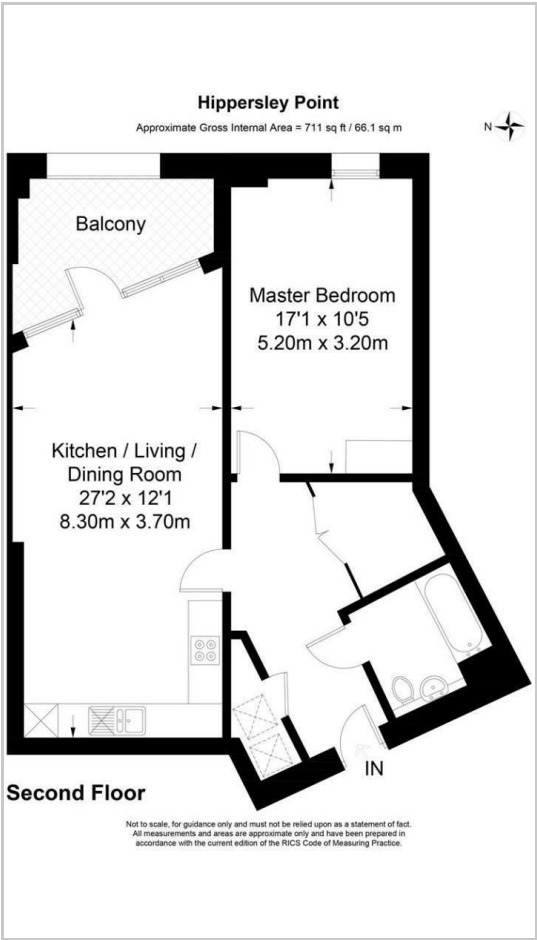 Hippersley Point
Approximate Gross Internal Area = 711 sq ft / 66.1 sq m
N
Balcony
Master Bedroom
17'1 x 10'5
5.20m x 3.20m
Kitchen / Living /
Dining Room
27'2 x 12'1
8.30m x 3.70m
IN
Second Floor
Not to scale, for guidance only and must not be relied upon as a statement of fact.
All measurements and areas are approximate only and have been prepared in
accordance with the current edition of the RICS Code of Measuring Practice.